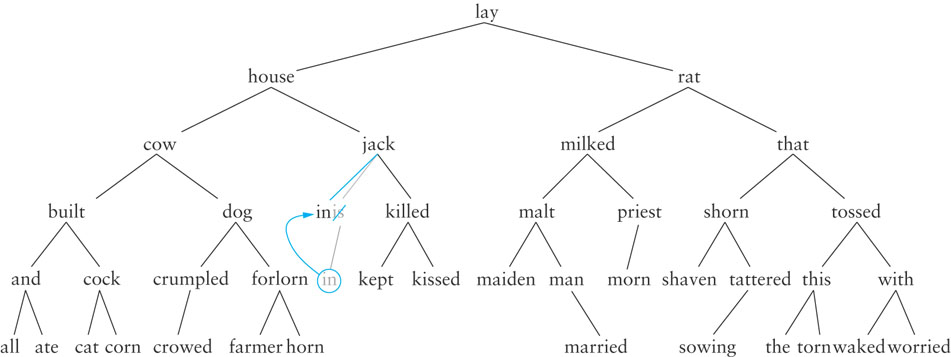 lay
house rat
cow jack milked that
built dog in is killed malt priest shorn tossed
and cock crumpled forlorn in kept kissed maiden man morn shaven tattered this with
all ate cat corn crowed farmer horn married sowing the torn waked worried